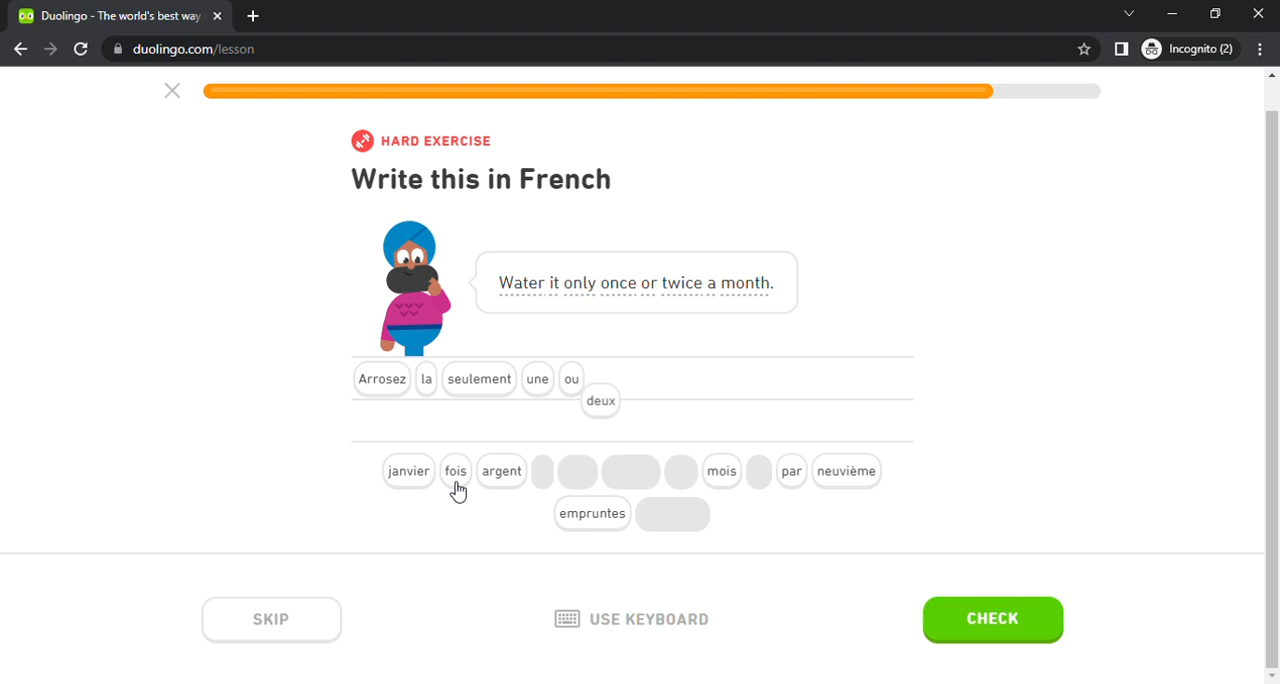 Duolingo - The world's best way
Incognito (2)
duolingo.com/lesson
HARD EXERCISE
Write this in French
Water it only once or twice a month.
Arrosez la seulement une ou deux
janvier fois argent mois par neuvième
empruntes
SKIP
USE KEYBOARD
CHECK